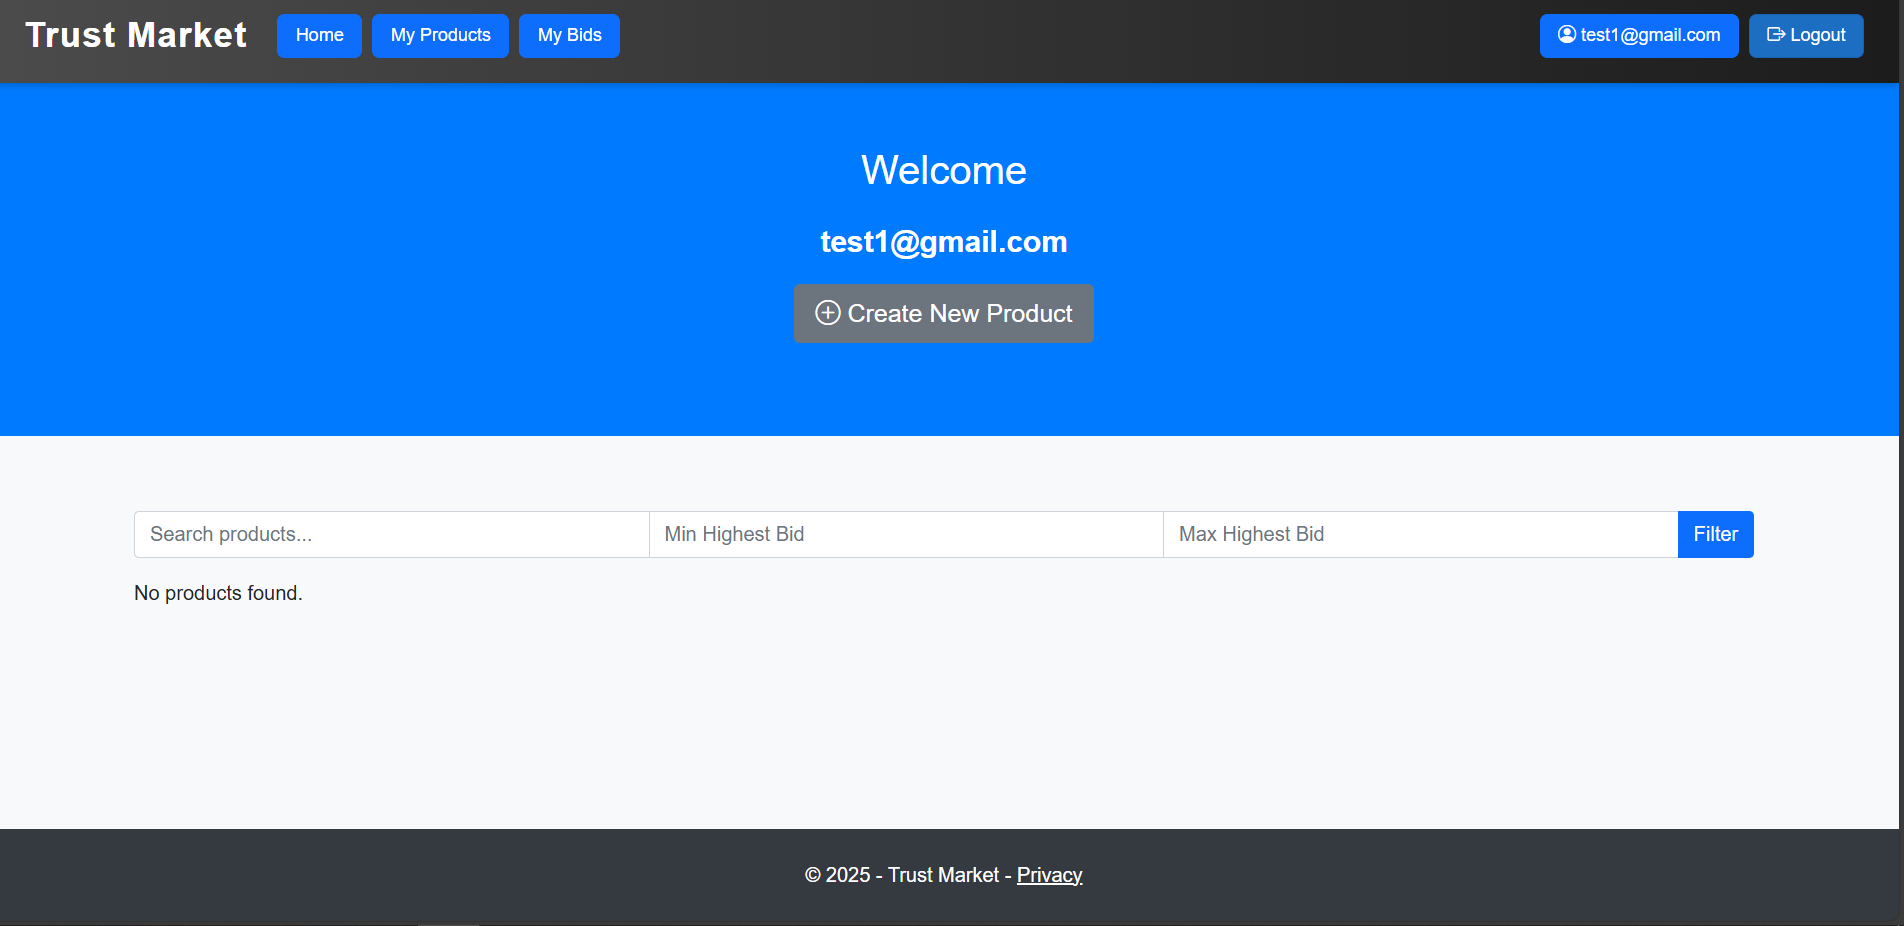 Trust Market Home My Products My Bids test1@gmail.com Logout
Welcome
test1@gmail.com
Create New Product
Search products... Min Highest Bid Max Highest Bid Filter
No products found.
© 2025 - Trust Market - Privacy